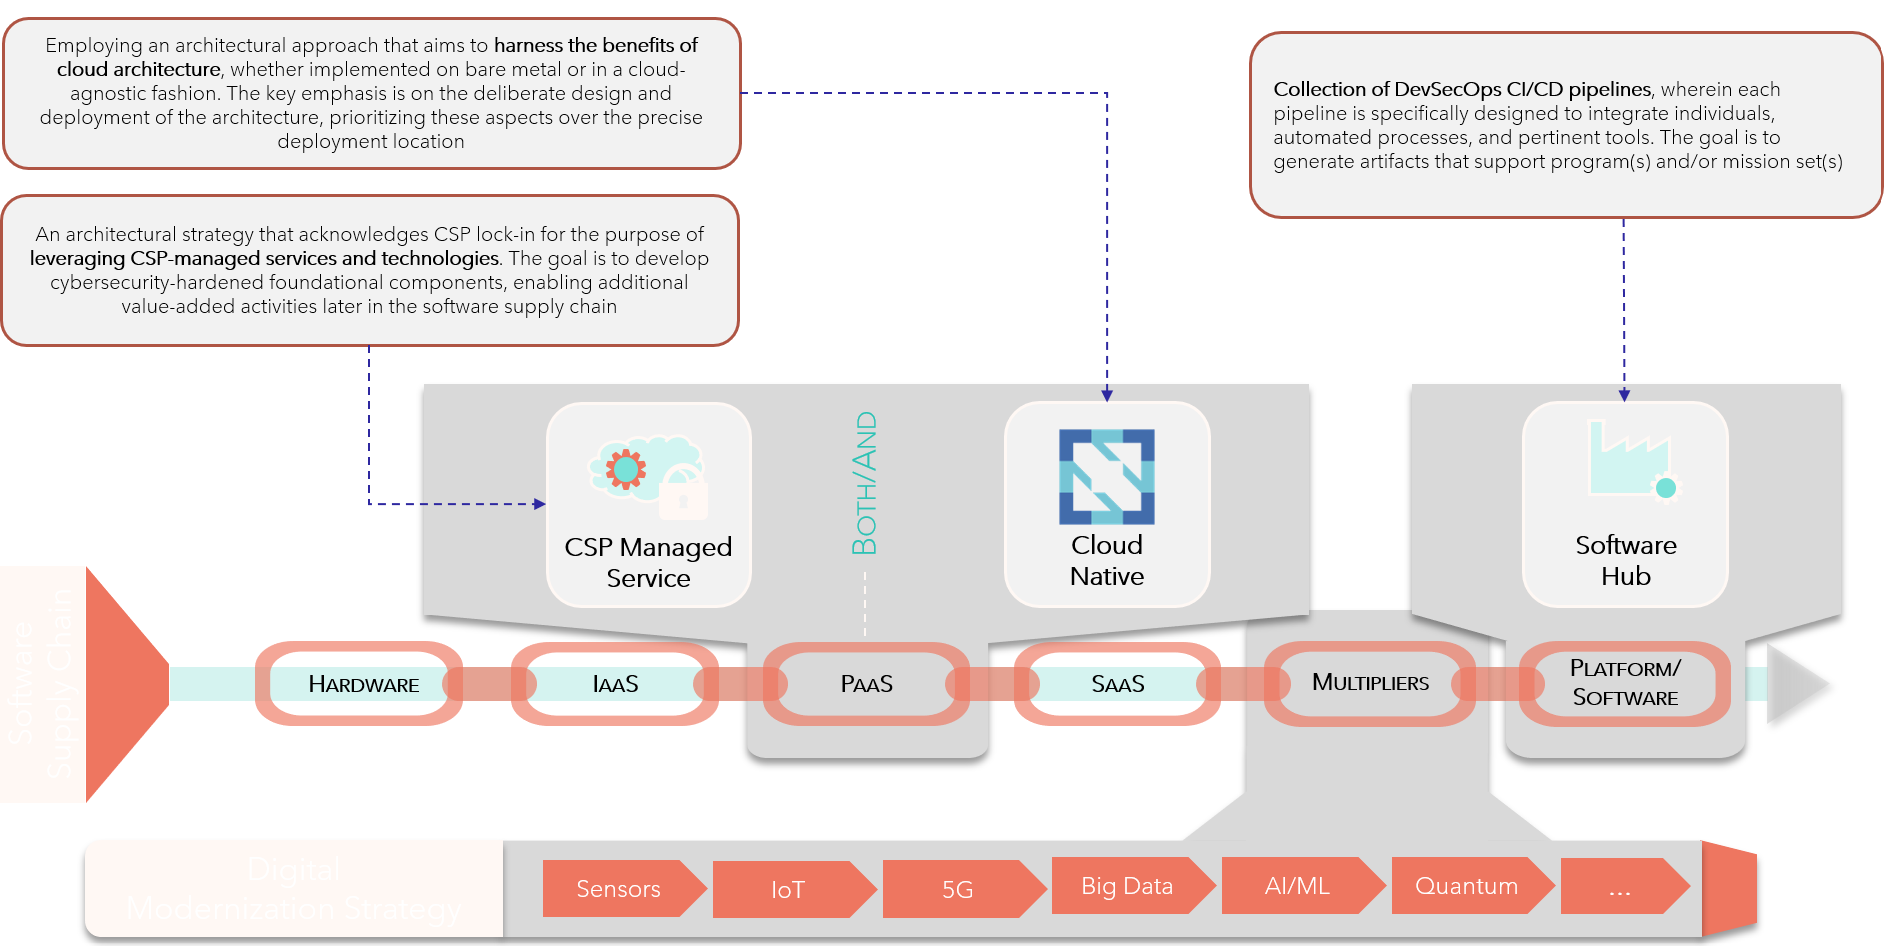 Employing an architectural approach that aims to harness the benefits of
cloud architecture, whether implemented on bare metal or in a cloud-
agnostic fashion. The key emphasis is on the deliberate design and
deployment of the architecture, prioritizing these aspects over the precise
deployment location
Collection of DevSecOps CI/CD pipelines, wherein each
pipeline is specifically designed to integrate individuals,
automated processes, and pertinent tools. The goal is to
generate artifacts that support program(s) and/or mission set(s)
An architectural strategy that acknowledges CSP lock-in for the purpose of
leveraging CSP-managed services and technologies. The goal is to develop
cybersecurity-hardened foundational components, enabling additional
value-added activities later in the software supply chain
CSP Managed
Service
BOTH/AND
Cloud
Native
Software
Hub
Software
Supply Chain
HARDWARE
IAAS
PAAS
SAAS
MULTIPLIERS
PLATFORM/
SOFTWARE
Digital
Modernization Strategy
Sensors
IoT
5G
Big Data
AI/ML
Quantum
...